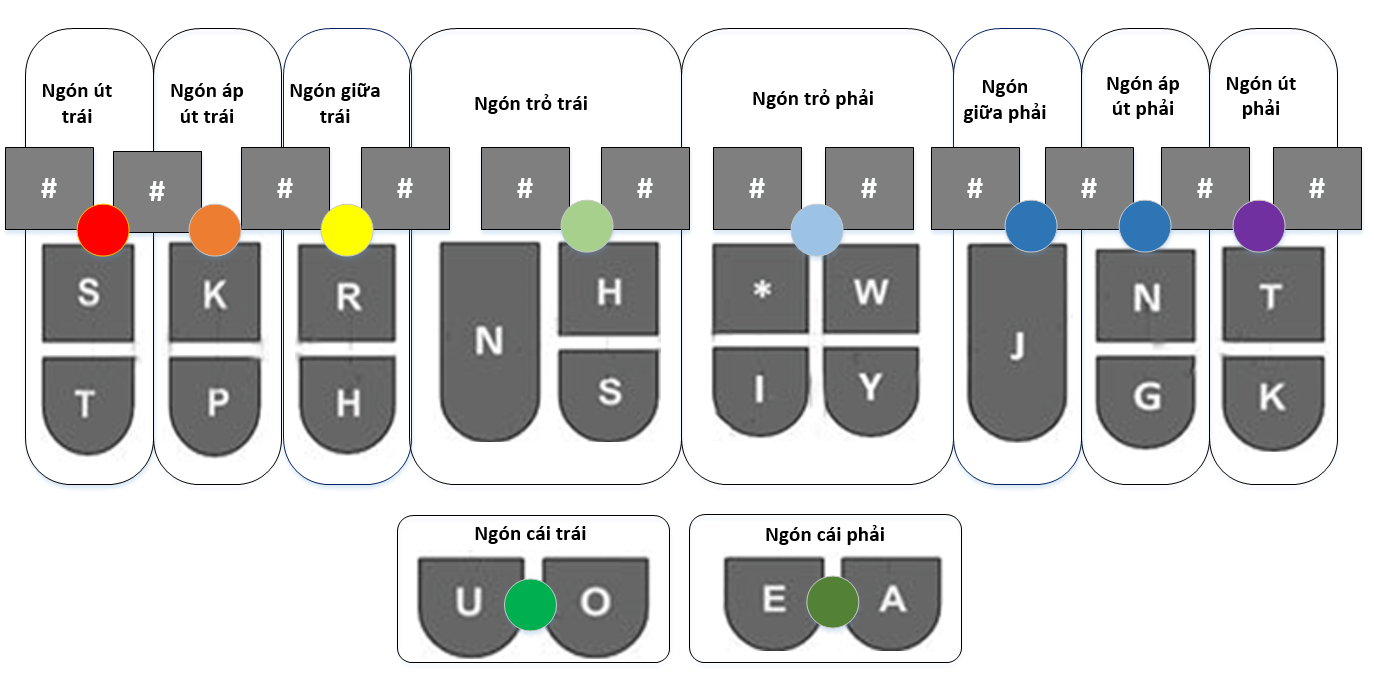 Ngón út
trái
Ngón áp
út trái
Ngón giữa
trái
Ngón trỏ trái
Ngón trỏ phải
Ngón
giữa phải
Ngón áp
út phải
Ngón út
phải
# # # # # # # # # # # #
S K R H * W N T
N J
T P H S I Y G K
Ngón cái trái
Ngón cái phải
U O E A